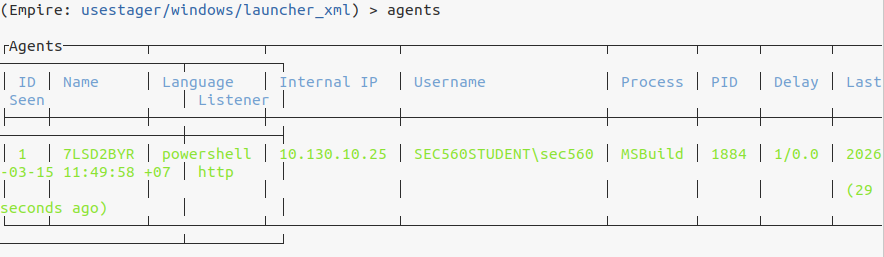 (Empire: usestager/windows/launcher_xml) > agents
Agents
ID Name Language Internal IP Username Process PID Delay Last
Seen Listener
1 7LSD2BYR powershell 10.130.10.25 SEC560STUDENT\sec560 MSBuild 1884 1/0.0 2026
-03-15 11:49:58 +07 http
(29
seconds ago)